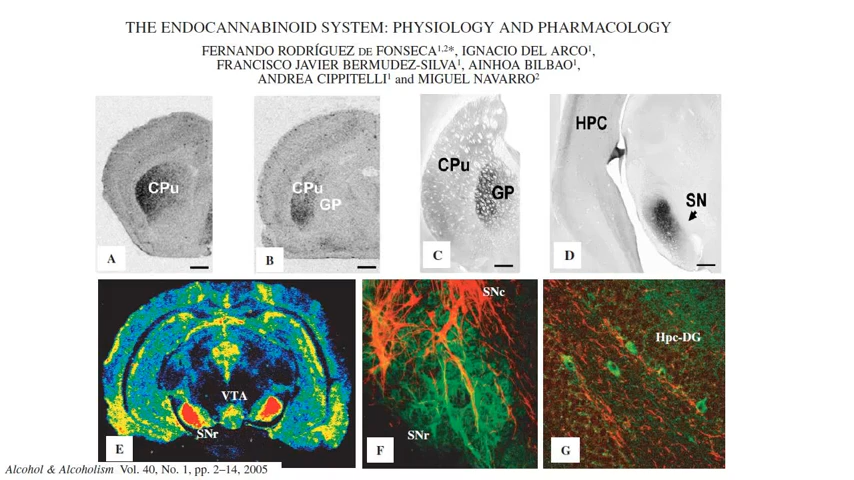 THE ENDOCANNABINOID SYSTEM: PHYSIOLOGY AND PHARMACOLOGY
FERNANDO RODRÍGUEZ DE FONSECA1,2*, IGNACIO DEL ARCO1,
FRANCISCO JAVIER BERMUDEZ-SILVA1, AINHOA BILBAO1,
ANDREA CIPPITELLI1 and MIGUEL NAVARRO2
CPu
A
CPu
GP
B
CPu
GP
C
HPC
SN
D
VTA
SNr
E
SNc
SNr
F
Hpc-DG
G
Alcohol & Alcoholism Vol. 40, No. 1, pp. 2–14, 2005